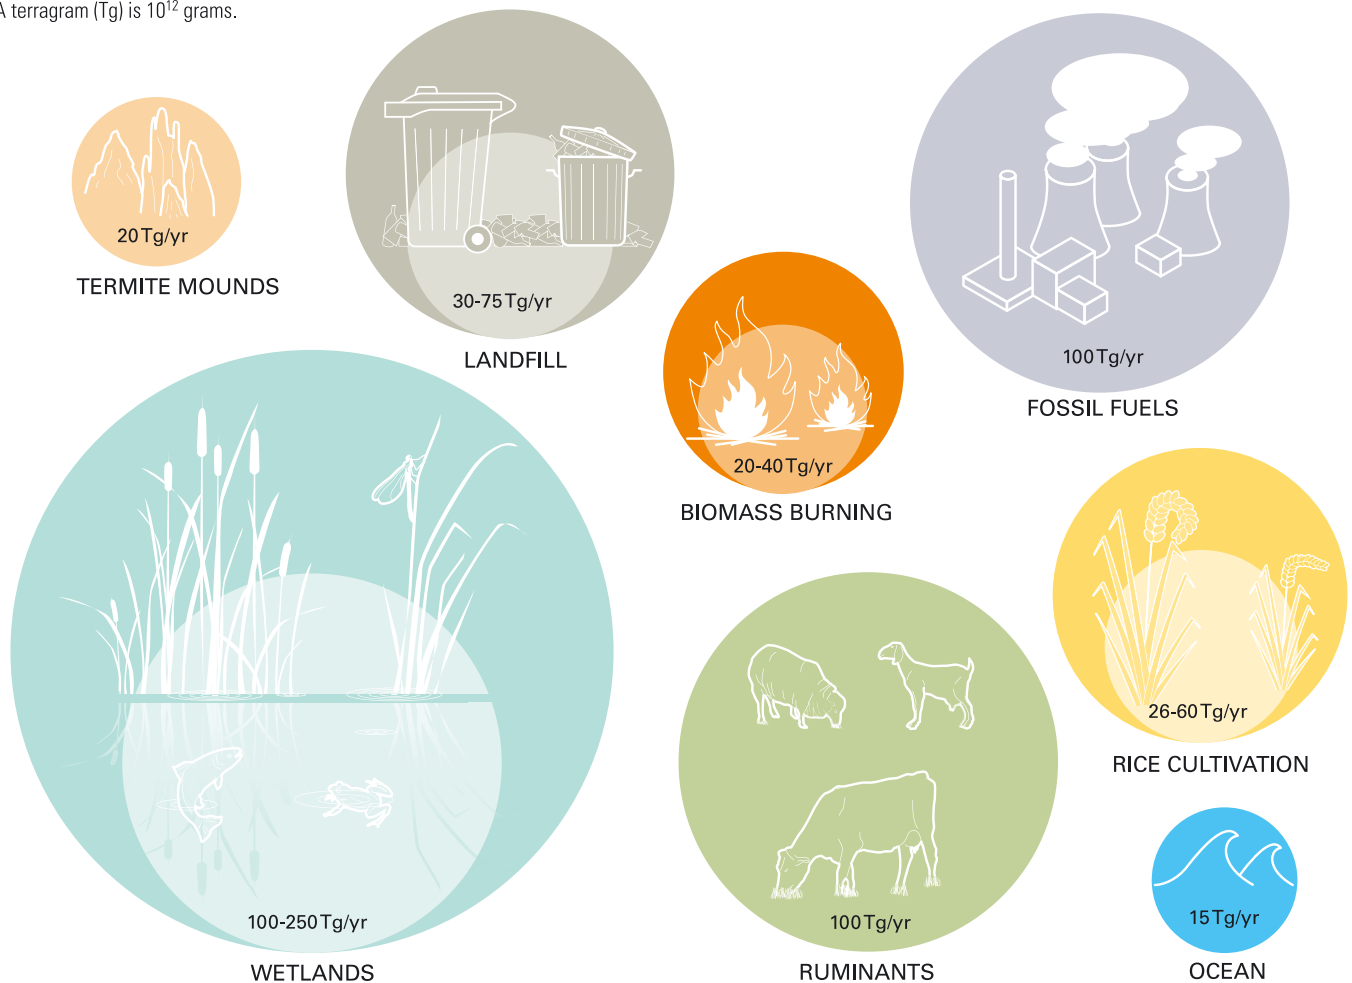 A terragram (Tg) is 10¹² grams.
20 Tg/yr
TERMITE MOUNDS
30-75 Tg/yr
LANDFILL
100 Tg/yr
FOSSIL FUELS
20-40 Tg/yr
BIOMASS BURNING
26-60 Tg/yr
RICE CULTIVATION
100-250 Tg/yr
WETLANDS
100 Tg/yr
RUMINANTS
15 Tg/yr
OCEAN